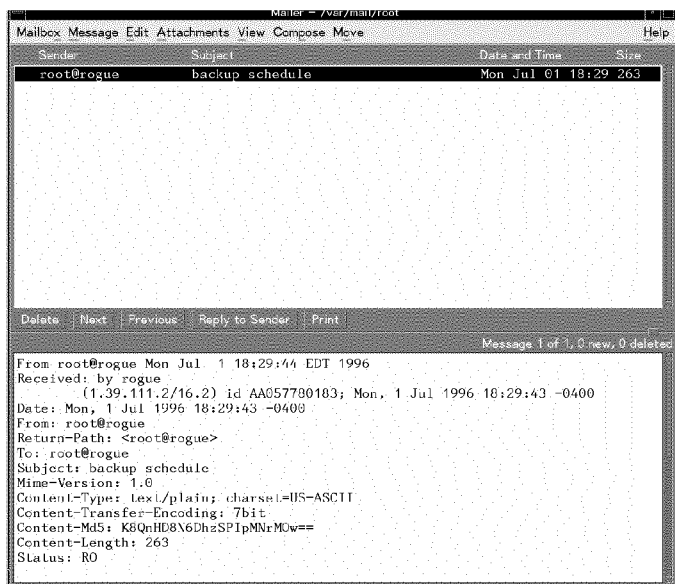 Mailer – /var/mail/root
Mailbox Message Edit Attachments View Compose Move Help
Sender Subject Date and Time Size
root@rogue backup schedule Mon Jul 01 18:29 263
Delete Next Previous Reply to Sender Print
Message 1 of 1, 0 new, 0 deleted
From root@rogue Mon Jul 1 18:29:44 EDT 1996
Received: by rogue
(1.39.111.2/16.2) id AA057780183; Mon, 1 Jul 1996 18:29:43 -0400
Date: Mon, 1 Jul 1996 18:29:43 -0400
From: root@rogue
Return-Path: <root@rogue>
To: root@rogue
Subject: backup schedule
Mime-Version: 1.0
Content-Type: text/plain; charset=US-ASCII
Content-Transfer-Encoding: 7bit
Content-Md5: K8QnHD8X6DhzSPIpMNrMOw==
Content-Length: 263
Status: RO